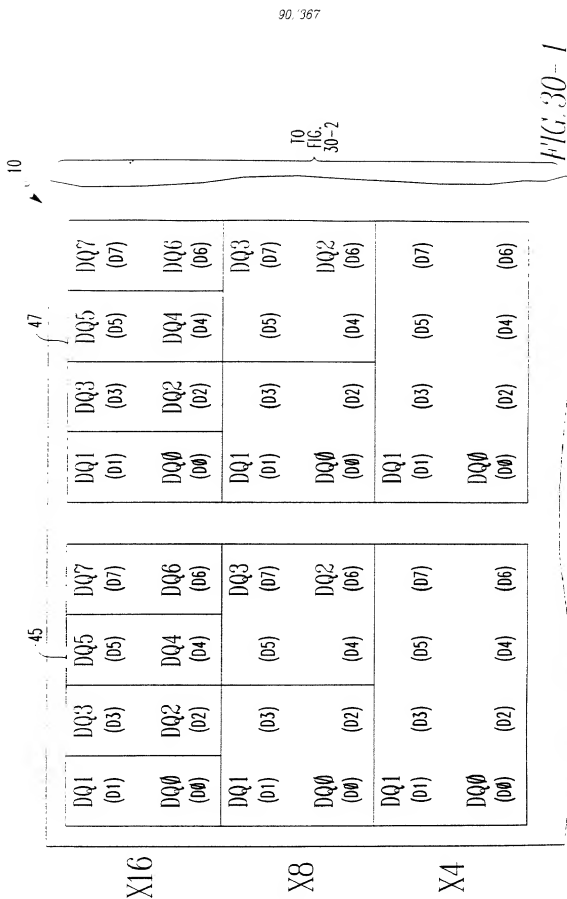 90,'367
10
45
47
DQ1 DQ3 DQ5 DQ7 DQ1 DQ3 DQ5 DQ7
(D1) (D3) (D5) (D7) (D1) (D3) (D5) (D7)
X16
DQØ DQ2 DQ4 DQ6 DQØ DQ2 DQ4 DQ6
(DØ) (D2) (D4) (D6) (DØ) (D2) (D4) (D6)
DQ1 DQ3 DQ1 DQ3
(D1) (D3) (D5) (D7) (D1) (D3) (D5) (D7)
X8
DQØ DQ2 DQØ DQ2
(DØ) (D2) (D4) (D6) (DØ) (D2) (D4) (D6)
DQ1 DQ1
(D1) (D3) (D5) (D7) (D1) (D3) (D5) (D7)
X4
DQØ DQØ
(DØ) (D2) (D4) (D6) (DØ) (D2) (D4) (D6)
TO
FIG.
30-2
FIG. 30-1